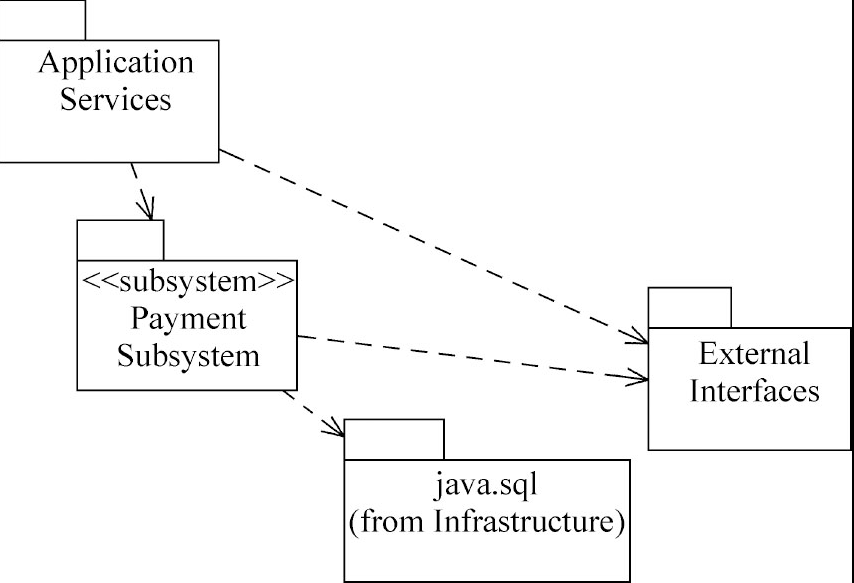 Application
Services
<<subsystem>>
Payment
Subsystem
External
Interfaces
java.sql
(from Infrastructure)